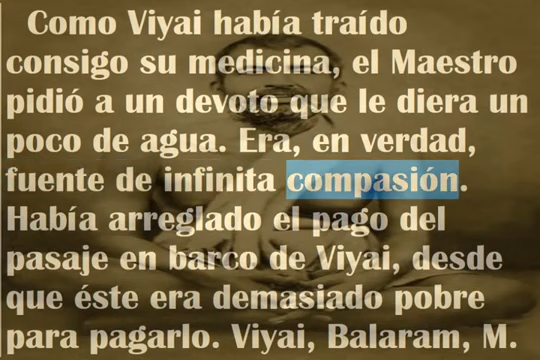 Como Viyai había traído
consigo su medicina, el Maestro
pidió a un devoto que le diera un
poco de agua. Era, en verdad,
fuente de infinita compasión.
Había arreglado el pago del
pasaje en barco de Viyai, desde
que éste era demasiado pobre
para pagarlo. Viyai, Balaram, M.